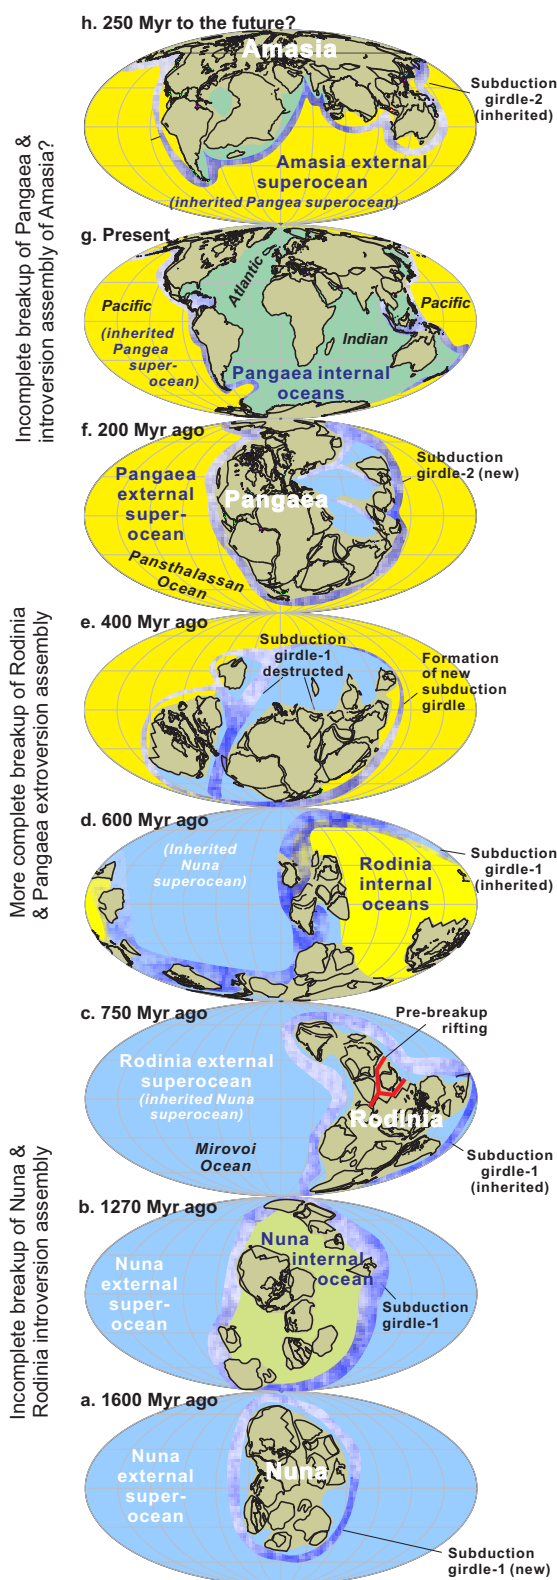 h. 250 Myr to the future?
Amasia
Subduction
girdle-2
(inherited)
Amasia external
superocean
(inherited Pangea superocean)
g. Present
Atlantic
Pacific
Pacific
(inherited
Pangea
super-
ocean)
Indian
Pangaea internal
oceans
Incomplete breakup of Pangaea &
introversion assembly of Amasia?
f. 200 Myr ago
Subduction
girdle-2 (new)
Pangaea
external
super-
ocean
Pangaea
Pansthalassan
Ocean
e. 400 Myr ago
Subduction
girdle-1
destructed
Formation
of new
subduction
girdle
More complete breakup of Rodinia
& Pangaea extroversion assembly
d. 600 Myr ago
(Inherited
Nuna
superocean)
Rodinia
internal
oceans
Subduction
girdle-1
(inherited)
c. 750 Myr ago
Pre-breakup
rifting
Rodinia external
superocean
(inherited Nuna
superocean)
Rodinia
Mirovoi
Ocean
Subduction
girdle-1
(inherited)
Incomplete breakup of Nuna &
Rodinia introversion assembly
b. 1270 Myr ago
Nuna
internal
ocean
Nuna
external
super-
ocean
Subduction
girdle-1
a. 1600 Myr ago
Nuna
external
super-
ocean
Nuna
Subduction
girdle-1 (new)